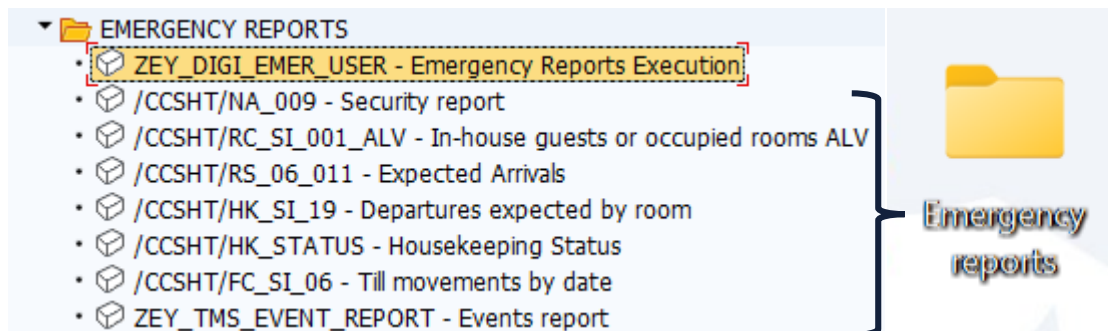 EMERGENCY REPORTS
ZEY_DIGI_EMER_USER - Emergency Reports Execution
/CCSHT/NA_009 - Security report
/CCSHT/RC_SI_001_ALV - In-house guests or occupied rooms ALV
/CCSHT/RS_06_011 - Expected Arrivals
/CCSHT/HK_SI_19 - Departures expected by room
/CCSHT/HK_STATUS - Housekeeping Status
/CCSHT/FC_SI_06 - Till movements by date
ZEY_TMS_EVENT_REPORT - Events report
Emergency
reports